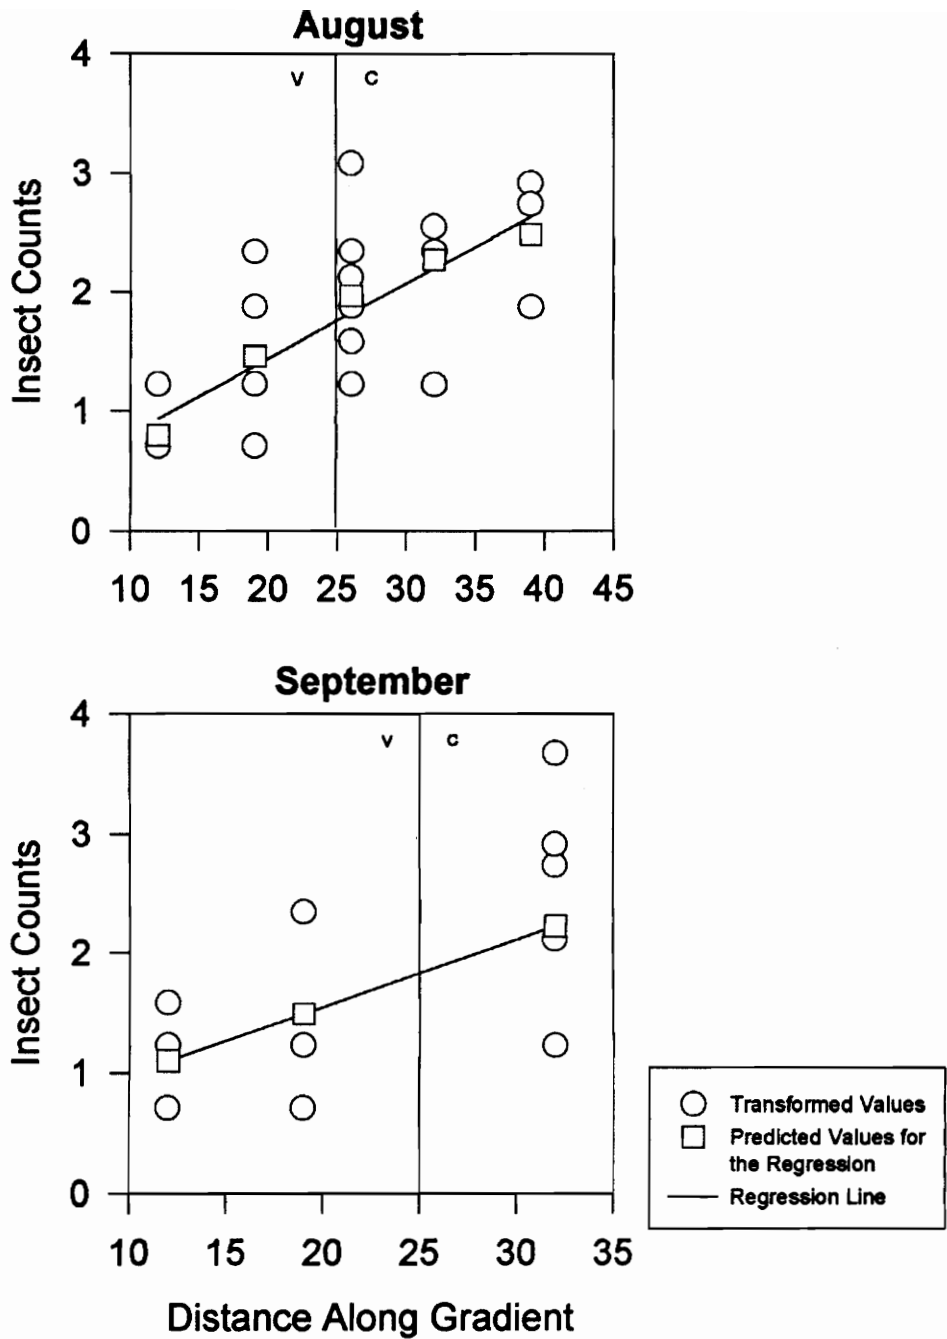 August
4
v c
3
2
1
0
Insect Counts
10 15 20 25 30 35 40 45
September
4
v c
3
2
1
0
Insect Counts
10 15 20 25 30 35
Distance Along Gradient
Transformed Values
Predicted Values for
the Regression
Regression Line